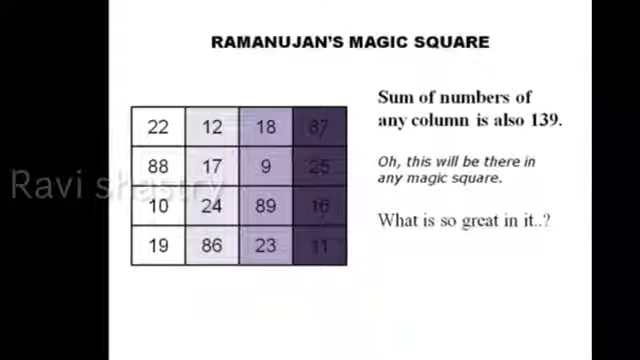 RAMANUJAN'S MAGIC SQUARE
Sum of numbers of
any column is also 139.
22 12 18 87
88 17 9 25
10 24 89 16
19 86 23 11
Oh, this will be there in
any magic square.
What is so great in it..?
Ravi shastry